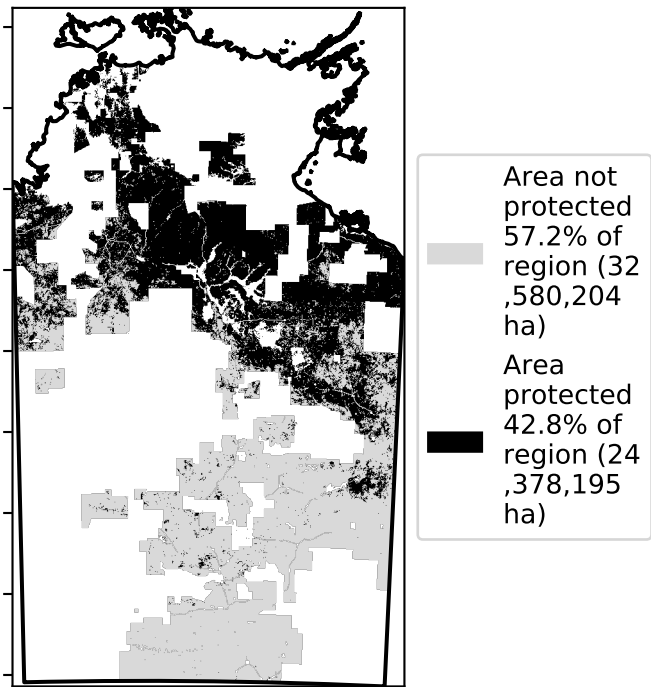 Area not
protected
57.2% of
region (32
,580,204
ha)
Area
protected
42.8% of
region (24
,378,195
ha)